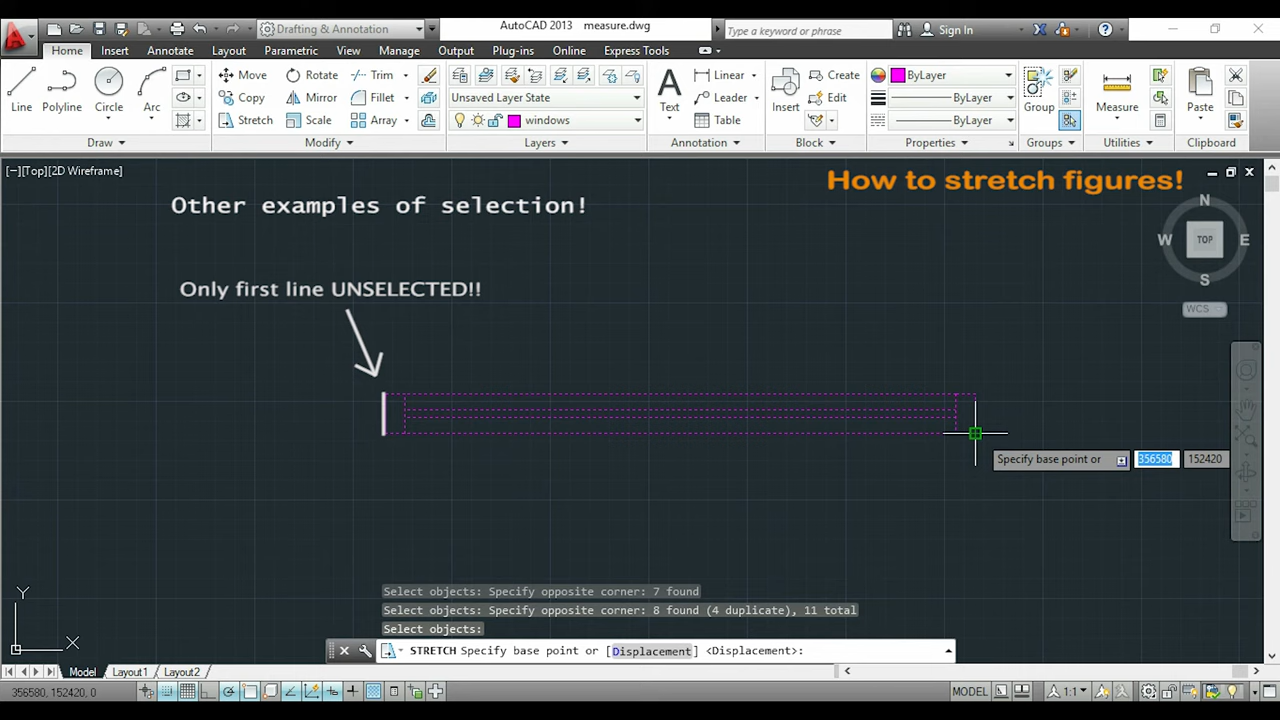 Drafting & Annotation
AutoCAD 2013 measure.dwg
Type a keyword or phrase
Sign In
Home Insert Annotate Layout Parametric View Manage Output Plug-ins Online Express Tools
Line Polyline Circle Arc
Move Rotate Trim
Copy Mirror Fillet
Stretch Scale Array
Unsaved Layer State
windows
Text
Linear
Leader
Table
Insert
Create
Edit
ByLayer
ByLayer
ByLayer
Group
Measure
Paste
Draw Modify Layers Annotation Block Properties Groups Utilities Clipboard
[−][Top][2D Wireframe]
How to stretch figures!
Other examples of selection!
N
W TOP E
S
WCS
Only first line UNSELECTED!!
Specify base point or 356580 152420
Select objects: Specify opposite corner: 7 found
Select objects: Specify opposite corner: 8 found (4 duplicate), 11 total
Select objects:
STRETCH Specify base point or [Displacement] <Displacement>:
Y
X
Model Layout1 Layout2
356580, 152420, 0
MODEL
1:1